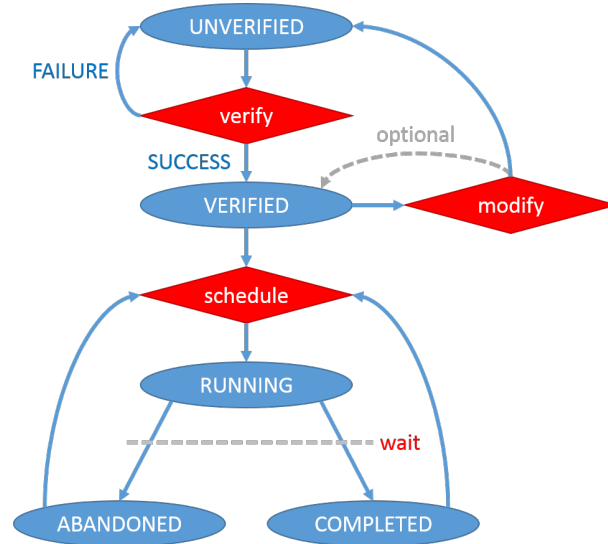 UNVERIFIED
FAILURE
verify
optional
SUCCESS
VERIFIED
modify
schedule
RUNNING
wait
ABANDONED
COMPLETED